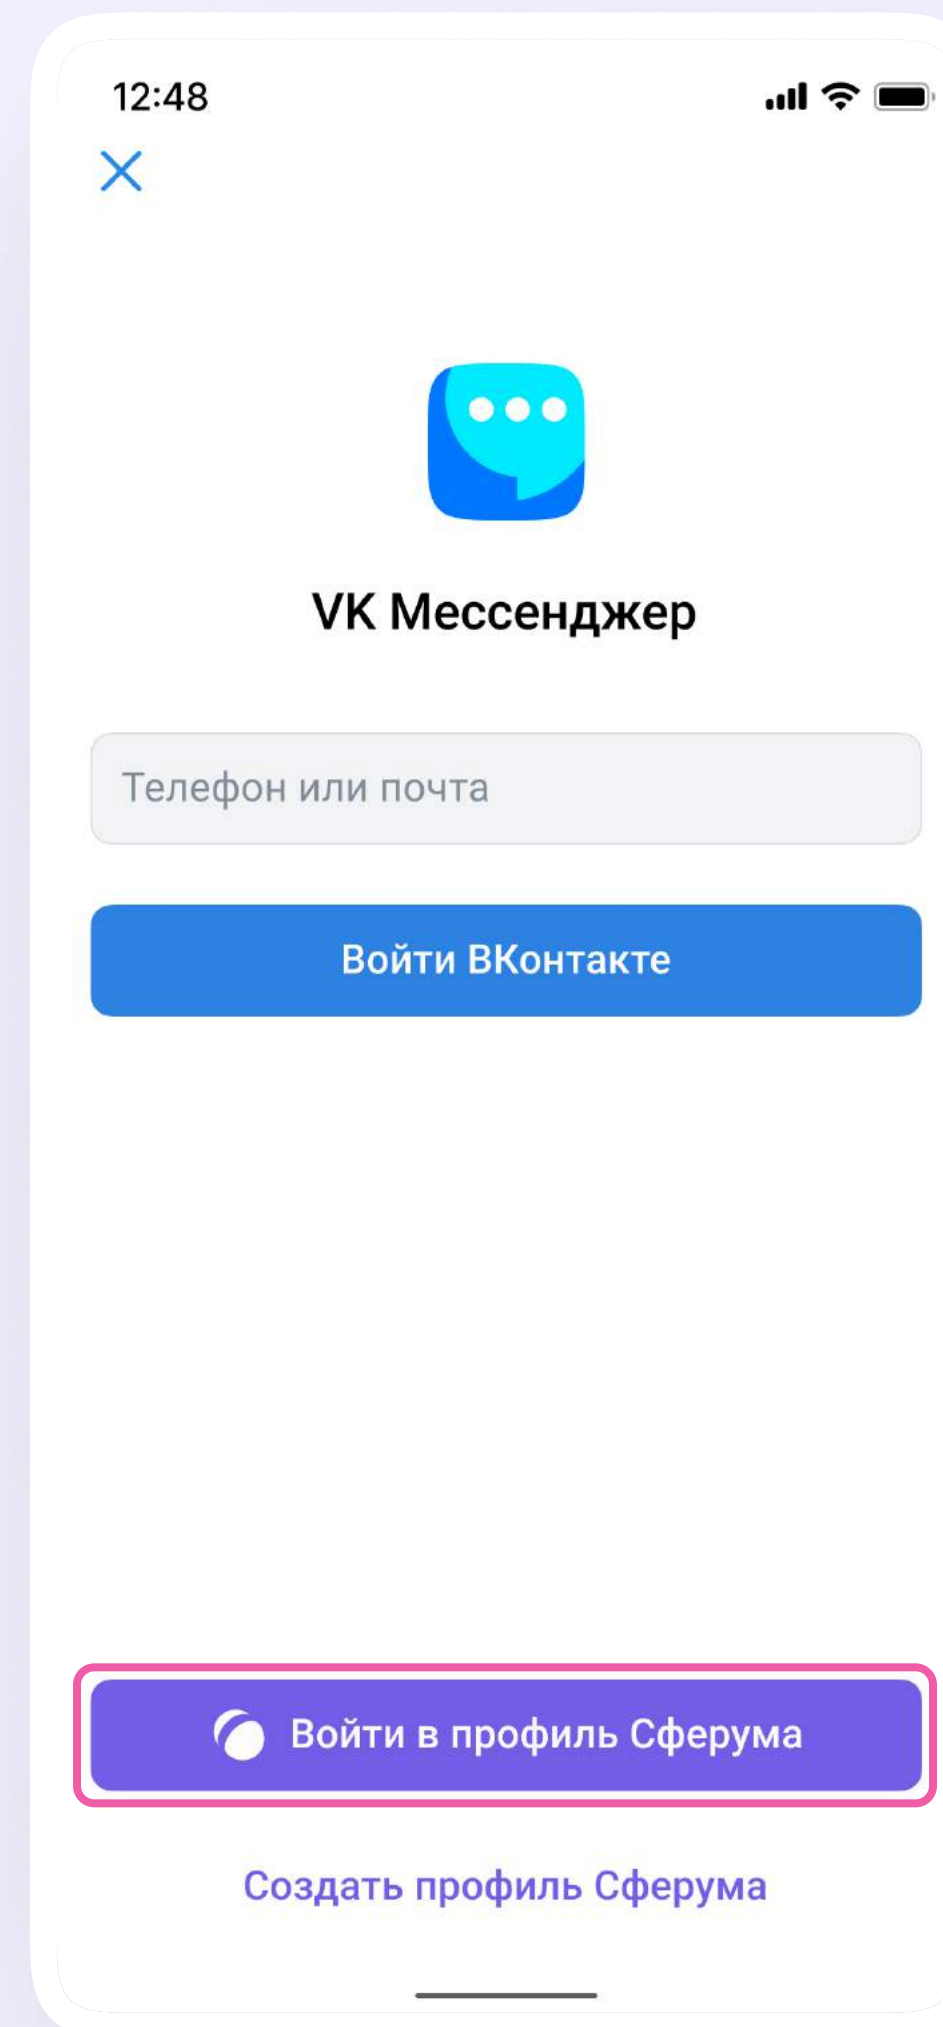 12:48
VK Мессенджер
Телефон или почта
Войти ВКонтакте
Войти в профиль Сферума
Создать профиль Сферума